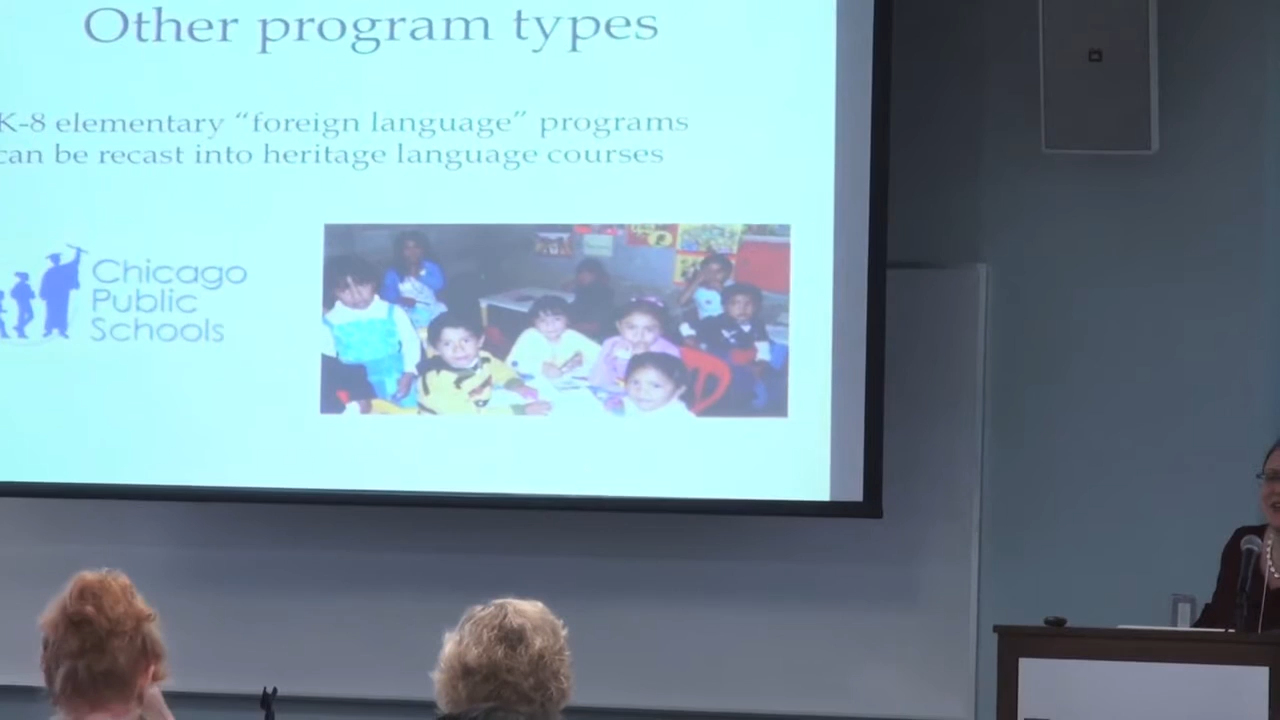 Other program types
K-8 elementary “foreign language” programs
can be recast into heritage language courses
Chicago
Public
Schools